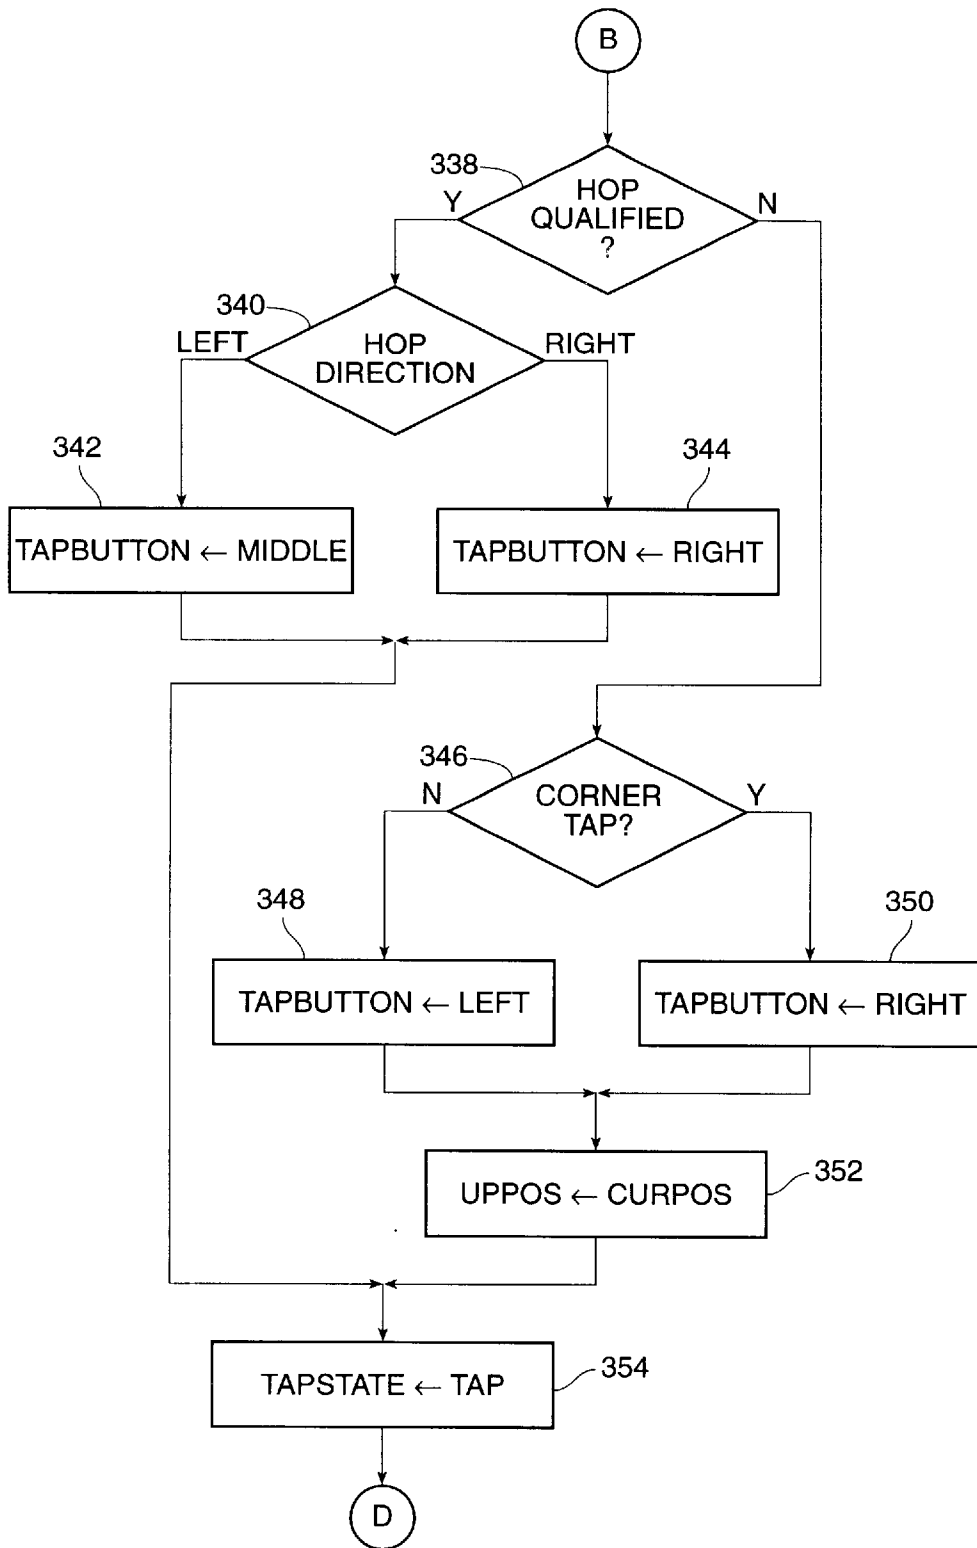 B
338
Y
HOP
QUALIFIED
?
N
340
LEFT
HOP
DIRECTION
RIGHT
342
344
TAPBUTTON ← MIDDLE
TAPBUTTON ← RIGHT
346
N
CORNER
TAP?
Y
348
350
TAPBUTTON ← LEFT
TAPBUTTON ← RIGHT
UPPOS ← CURPOS
352
TAPSTATE ← TAP
354
D